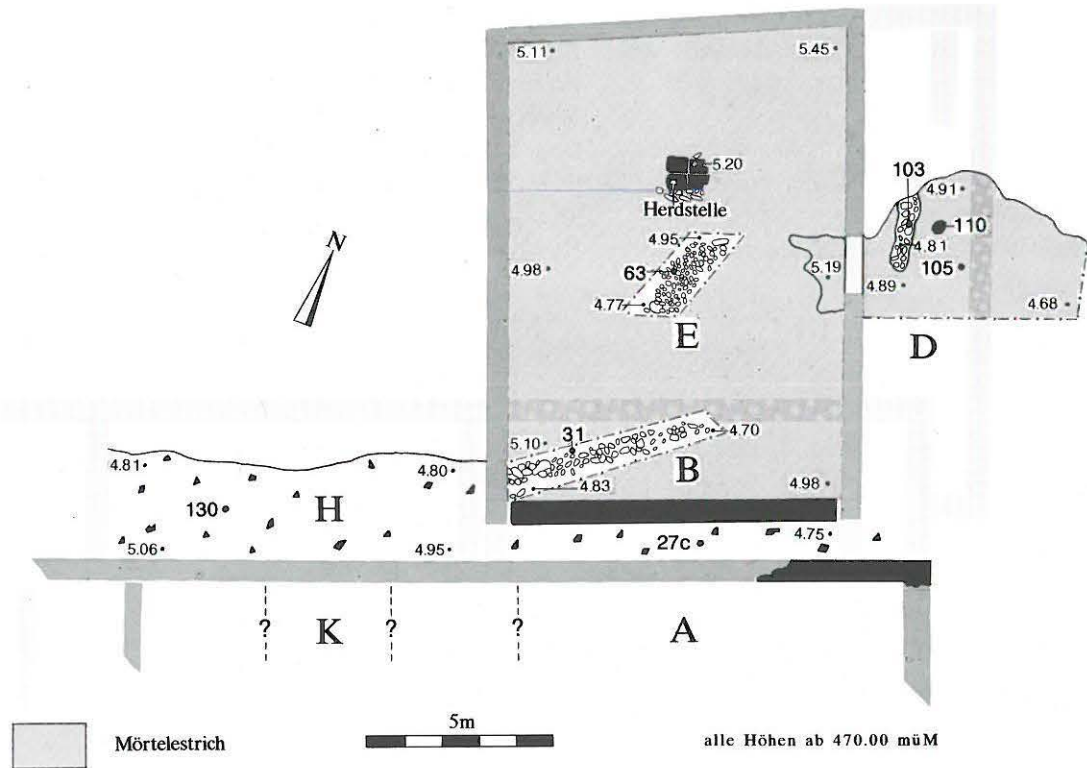 5.11
5.45
5.20
Herdstelle
103
4.91
110
4.81
105
4.95
63
4.98
5.19
4.89
4.77
4.68
E
D
N
31
5.10
4.70
B
4.83
4.98
4.81
4.80
130
H
5.06
4.95
27c
4.75
? K ? ? A
Mörtelestrich
5m
alle Höhen ab 470.00 müM